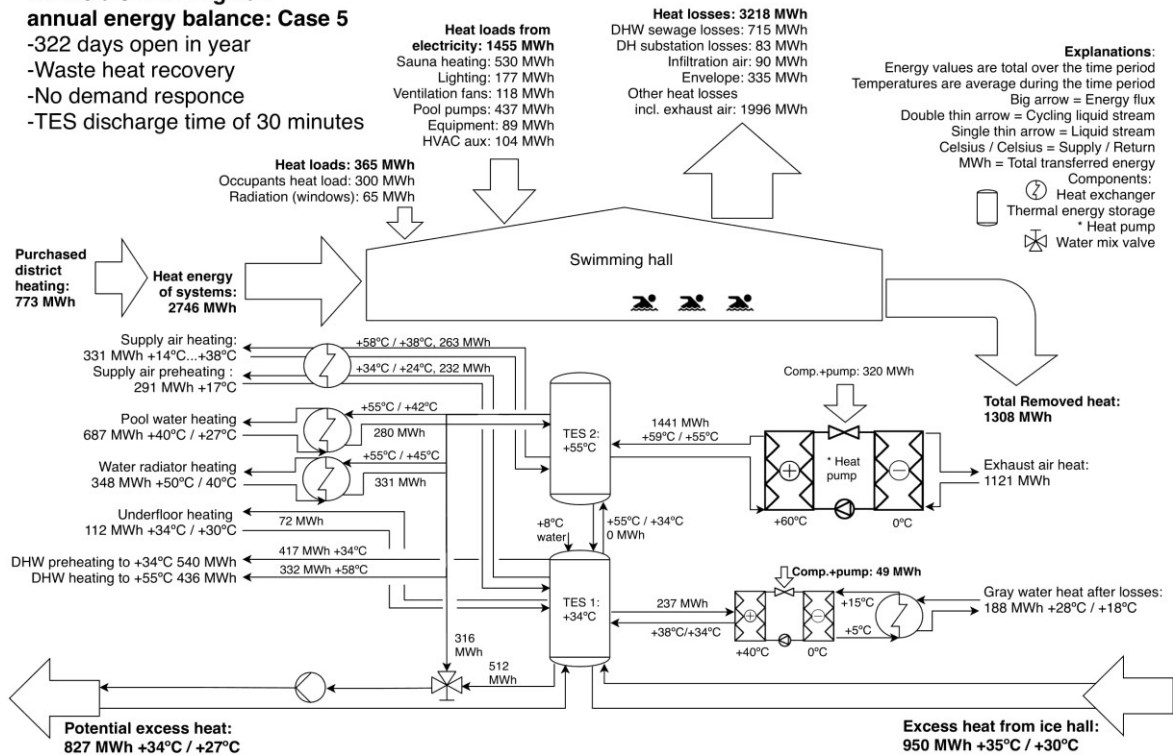 annual energy balance: Case 5
-322 days open in year
-Waste heat recovery
-No demand responce
-TES discharge time of 30 minutes
Heat loads from
electricity: 1455 MWh
Sauna heating: 530 MWh
Lighting: 177 MWh
Ventilation fans: 118 MWh
Pool pumps: 437 MWh
Equipment: 89 MWh
HVAC aux: 104 MWh
Heat losses: 3218 MWh
DHW sewage losses: 715 MWh
DH substation losses: 83 MWh
Infiltration air: 90 MWh
Envelope: 335 MWh
Other heat losses
incl. exhaust air: 1996 MWh
Explanations:
Energy values are total over the time period
Temperatures are average during the time period
Big arrow = Energy flux
Double thin arrow = Cycling liquid stream
Single thin arrow = Liquid stream
Celsius / Celsius = Supply / Return
MWh = Total transferred energy
Components:
Heat exchanger
Thermal energy storage
* Heat pump
Water mix valve
Heat loads: 365 MWh
Occupants heat load: 300 MWh
Radiation (windows): 65 MWh
Purchased
district
heating:
773 MWh
Heat energy
of systems:
2746 MWh
Swimming hall
Total Removed heat:
1308 MWh
Supply air heating:
331 MWh +14ºC...+38ºC
Supply air preheating :
291 MWh +17ºC
+58ºC / +38ºC, 263 MWh
+34ºC / +24ºC, 232 MWh
Pool water heating
687 MWh +40ºC / +27ºC
+55ºC / +42ºC
280 MWh
Water radiator heating
348 MWh +50ºC / 40ºC
+55ºC / +45ºC
331 MWh
Underfloor heating
112 MWh +34ºC / +30ºC
72 MWh
DHW preheating to +34ºC 540 MWh
DHW heating to +55ºC 436 MWh
417 MWh +34ºC
332 MWh +58ºC
TES 2:
+55ºC
1441 MWh
+59ºC / +55ºC
Comp.+pump: 320 MWh
* Heat
pump
+60ºC
0ºC
Exhaust air heat:
1121 MWh
+8ºC
water
+55ºC / +34ºC
0 MWh
TES 1:
+34ºC
237 MWh
+38ºC/+34ºC
Comp.+pump: 49 MWh
+40ºC
0ºC
+15ºC
+5ºC
Gray water heat after losses:
188 MWh +28ºC / +18ºC
316
MWh
512
MWh
Potential excess heat:
827 MWh +34ºC / +27ºC
Excess heat from ice hall:
950 MWh +35ºC / +30ºC